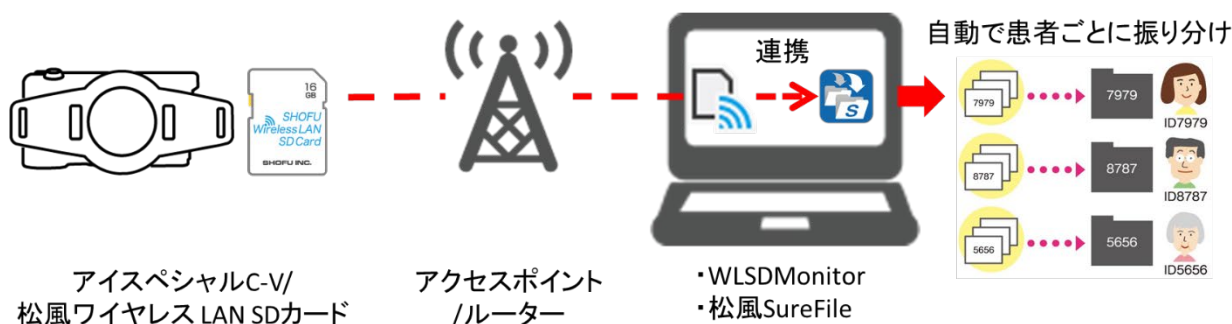 自動で患者ごとに振り分け
連携
16
GB
SHOFU
Wireless LAN
SD Card
SHOFU INC.
S
7979
7979
ID7979
8787
8787
ID8787
5656
5656
ID5656
アイスペシャルC-V/
松風ワイヤレス LAN SDカード
アクセスポイント
/ルーター
・WLSDMonitor
・松風SureFile